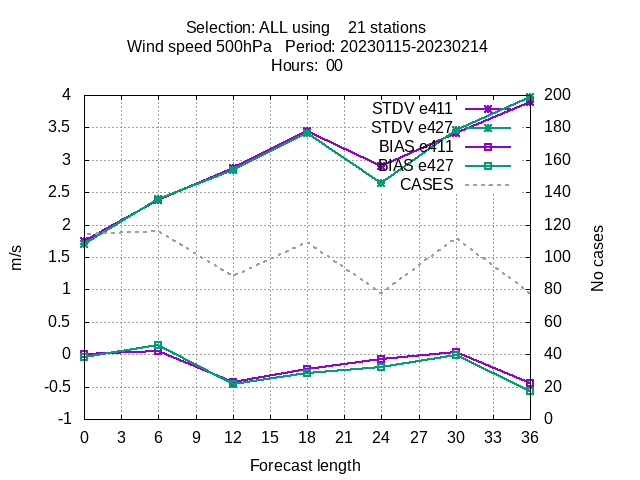 Selection: ALL using    21 stations
Wind speed 500hPa   Period: 20230115-20230214
Hours:  00
4
3.5
3
2.5
2
1.5
1
0.5
0
-0.5
-1
m/s
STDV e411
STDV e427
BIAS e411
BIAS e427
CASES
200
180
160
140
120
100
80
60
40
20
0
No cases
0 3 6 9 12 15 18 21 24 27 30 33 36
Forecast length